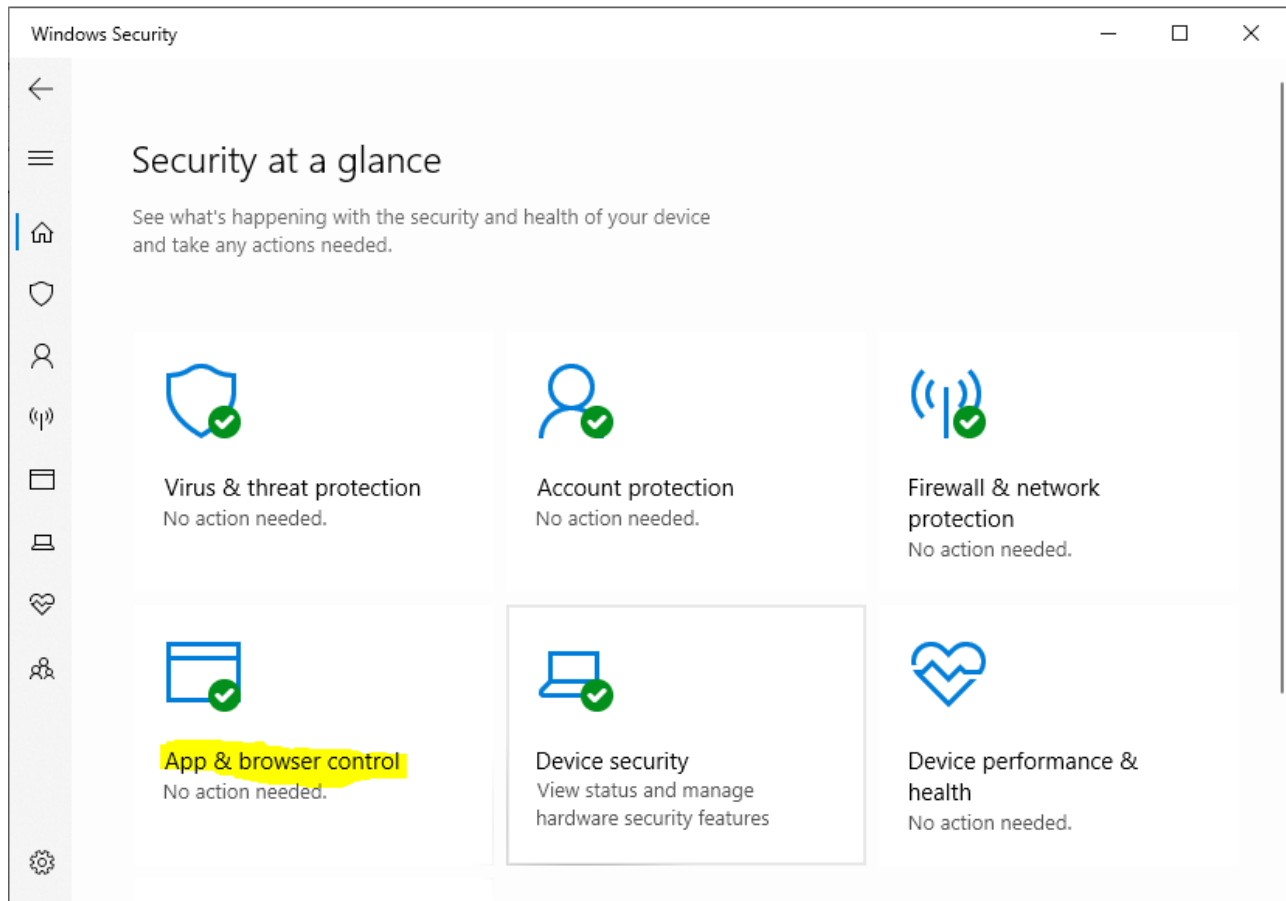 Windows Security
Security at a glance
See what's happening with the security and health of your device
and take any actions needed.
Virus & threat protection
No action needed.
Account protection
No action needed.
Firewall & network
protection
No action needed.
App & browser control
No action needed.
Device security
View status and manage
hardware security features
Device performance &
health
No action needed.